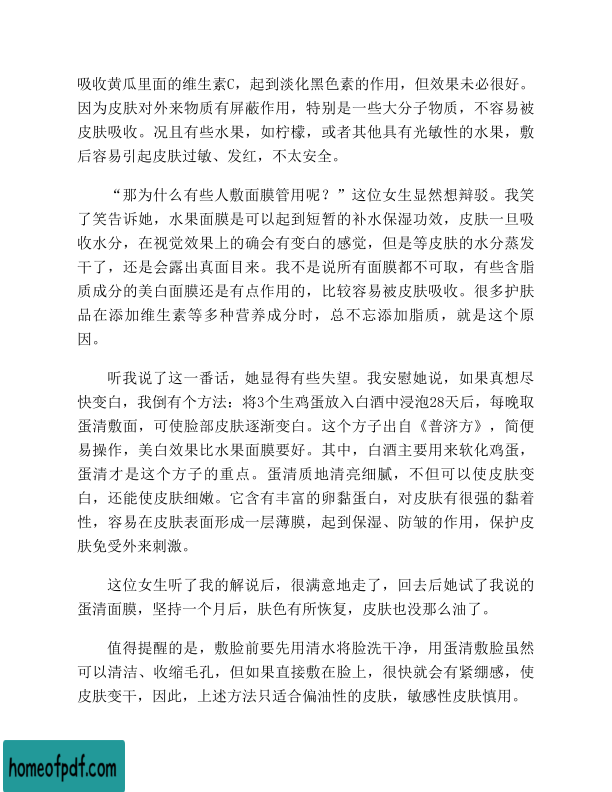 吸收黄瓜里面的维生素C，起到淡化黑色素的作用，但效果未必很好。
因为皮肤对外来物质有屏蔽作用，特别是一些大分子物质，不容易被
皮肤吸收。况且有些水果，如柠檬，或者其他具有光敏性的水果，敷
后容易引起皮肤过敏、发红，不太安全。
“那为什么有些人敷面膜管用呢？”这位女生显然想辩驳。我笑
了笑告诉她，水果面膜是可以起到短暂的补水保湿功效，皮肤一旦吸
收水分，在视觉效果上的确会有变白的感觉，但是等皮肤的水分蒸发
干了，还是会露出真面目来。我不是说所有面膜都不可取，有些含脂
质成分的美白面膜还是有点作用的，比较容易被皮肤吸收。很多护肤
品在添加维生素等多种营养成分时，总不忘添加脂质，就是这个原
因。
听我说了这一番话，她显得有些失望。我安慰她说，如果真想尽
快变白，我倒有个方法：将3个生鸡蛋放入白酒中浸泡28天后，每晚取
蛋清敷面，可使脸部皮肤逐渐变白。这个方子出自《普济方》，简便
易操作，美白效果比水果面膜要好。其中，白酒主要用来软化鸡蛋，
蛋清才是这个方子的重点。蛋清质地清亮细腻，不但可以使皮肤变
白，还能使皮肤细嫩。它含有丰富的卵黏蛋白，对皮肤有很强的黏着
性，容易在皮肤表面形成一层薄膜，起到保湿、防皱的作用，保护皮
肤免受外来刺激。
这位女生听了我的解说后，很满意地走了，回去后她试了我说的
蛋清面膜，坚持一个月后，肤色有所恢复，皮肤也没那么油了。
值得提醒的是，敷脸前要先用清水将脸洗干净，用蛋清敷脸虽然
可以清洁、收缩毛孔，但如果直接敷在脸上，很快就会有紧绷感，使
皮肤变干，因此，上述方法只适合偏油性的皮肤，敏感性皮肤慎用。
homeofpdf.com